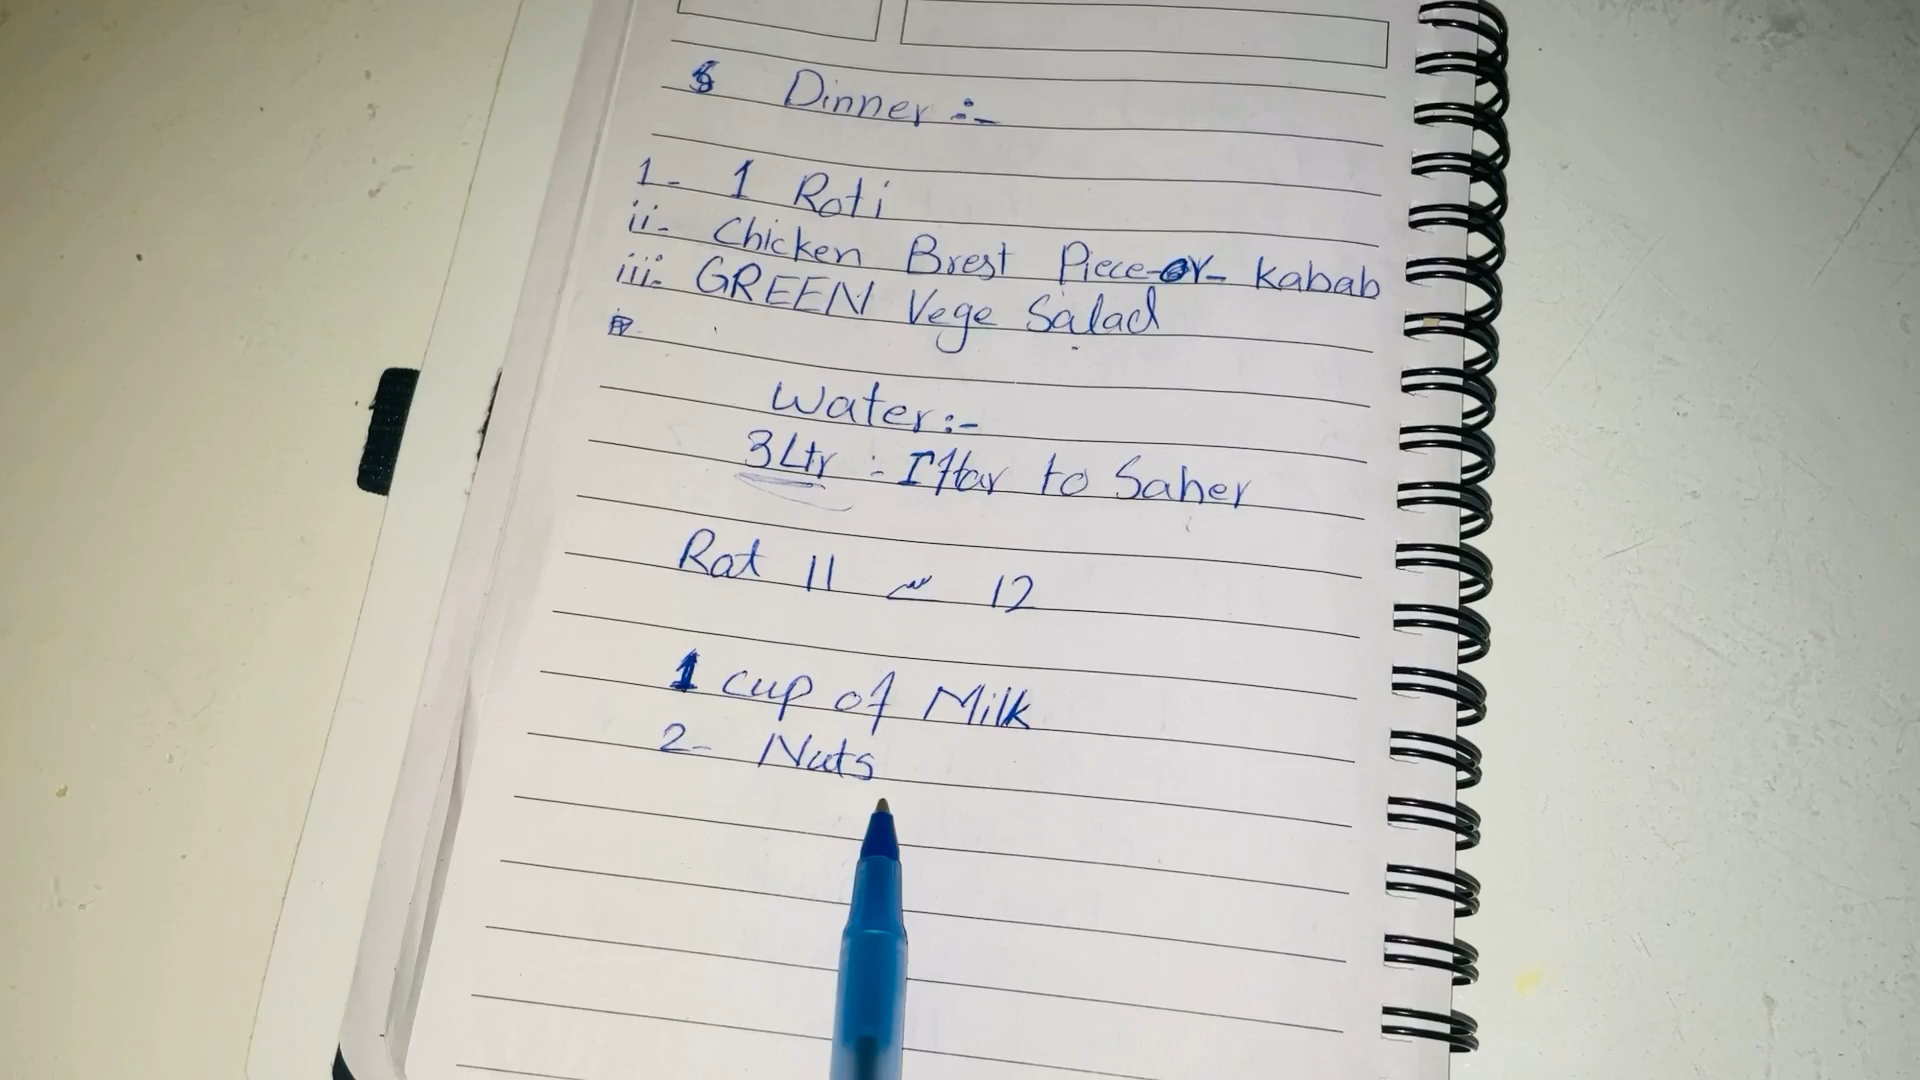 Dinner :-
1- 1 Roti
ii- Chicken Brest Piece-or- Kabab
iii- GREEN Vege Salad
Water:-
3Ltr :- Iftar to Saher
Rat 11 سے 12
1 cup of Milk
2- Nuts